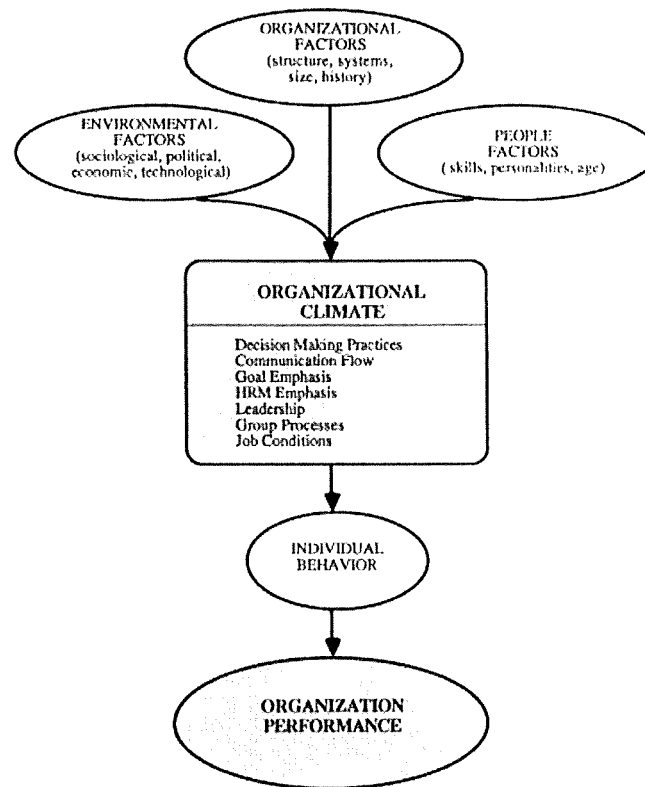 ORGANIZATIONAL
FACTORS
(structure, systems,
size, history)
ENVIRONMENTAL
FACTORS
(sociological, political,
economic, technological)
PEOPLE
FACTORS
( skills, personalities, age)
ORGANIZATIONAL
CLIMATE
Decision Making Practices
Communication Flow
Goal Emphasis
HRM Emphasis
Leadership
Group Processes
Job Conditions
INDIVIDUAL
BEHAVIOR
ORGANIZATION
PERFORMANCE